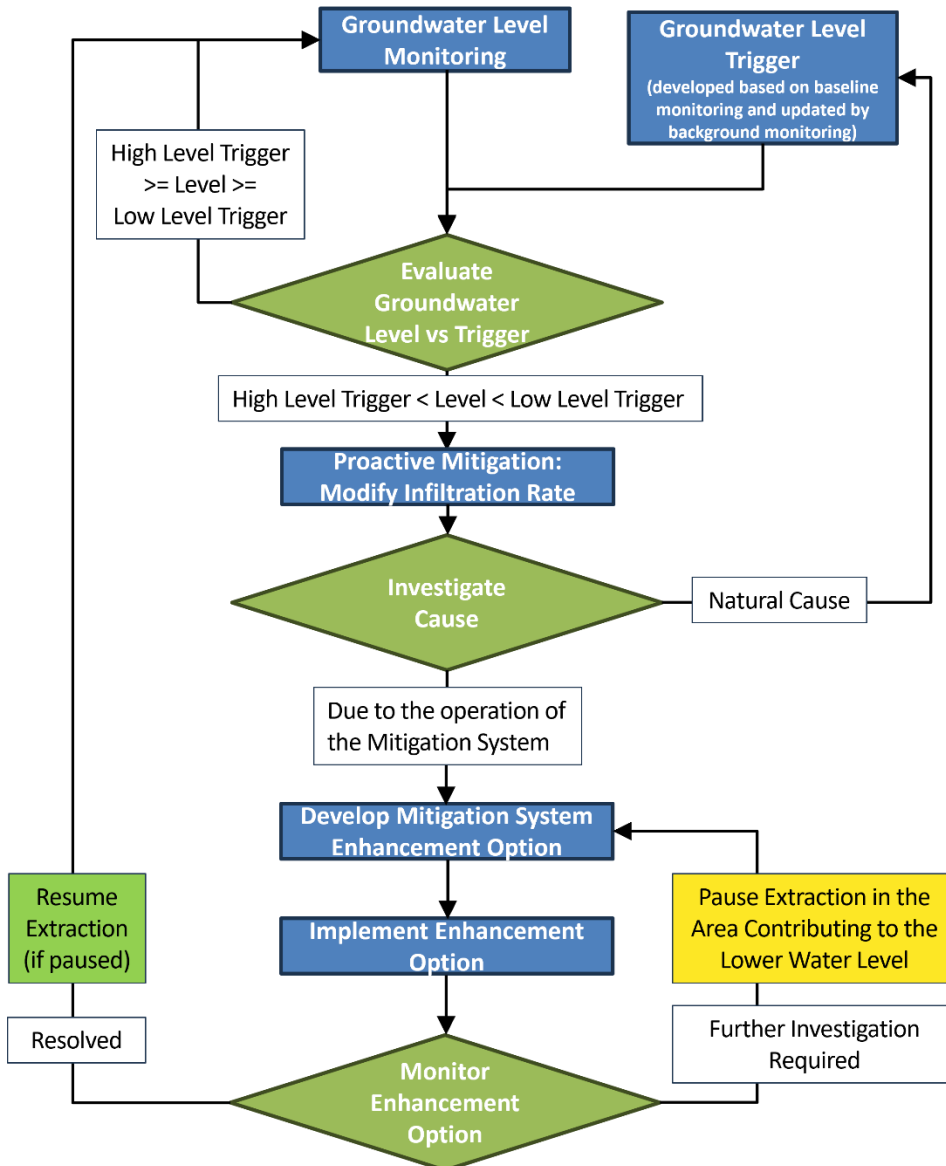 Groundwater Level
Monitoring
Groundwater Level
Trigger
(developed based on baseline
monitoring and updated by
background monitoring)
High Level Trigger
>= Level >=
Low Level Trigger
Evaluate
Groundwater
Level vs Trigger
High Level Trigger < Level < Low Level Trigger
Proactive Mitigation:
Modify Infiltration Rate
Investigate
Cause
Natural Cause
Due to the operation of
the Mitigation System
Develop Mitigation System
Enhancement Option
Resume
Extraction
(if paused)
Pause Extraction in the
Area Contributing to the
Lower Water Level
Implement Enhancement
Option
Resolved
Further Investigation
Required
Monitor
Enhancement
Option